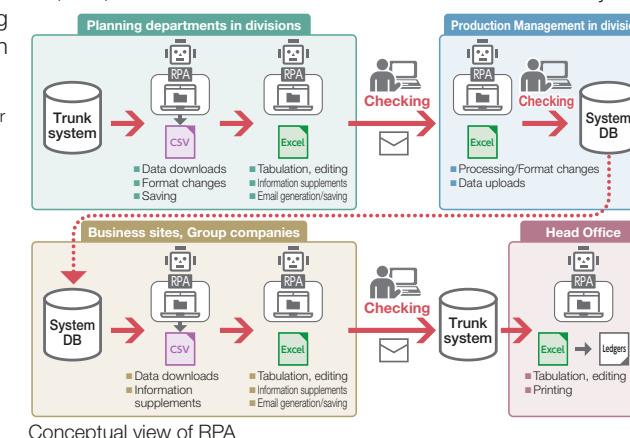 Planning departments in divisions
Production Management in divisi
RPA
RPA
RPA
Trunk
system
CSV
Excel
Checking
Excel
Checking
System
DB
■ Data downloads
■ Format changes
■ Saving
■ Tabulation, editing
■ Information supplements
■ Email generation/saving
■ Processing/Format changes
■ Data uploads
Business sites, Group companies
Head Office
RPA
RPA
RPA
System
DB
CSV
Excel
Checking
Trunk
system
Excel
Ledgers
■ Data downloads
■ Information
supplements
■ Tabulation, editing
■ Information supplements
■ Email generation/saving
■ Tabulation, editing
■ Printing
Conceptual view of RPA